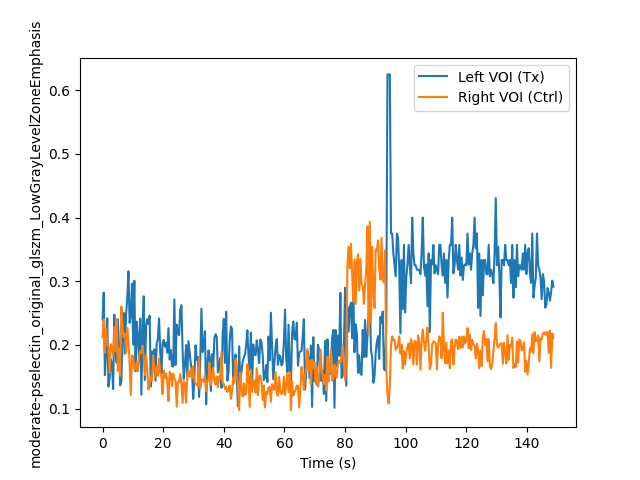 moderate-pselectin_original_glszm_LowGrayLevelZoneEmphasis
0.6
0.5
0.4
0.3
0.2
0.1
Left VOI (Tx)
Right VOI (Ctrl)
0 20 40 60 80 100 120 140
Time (s)